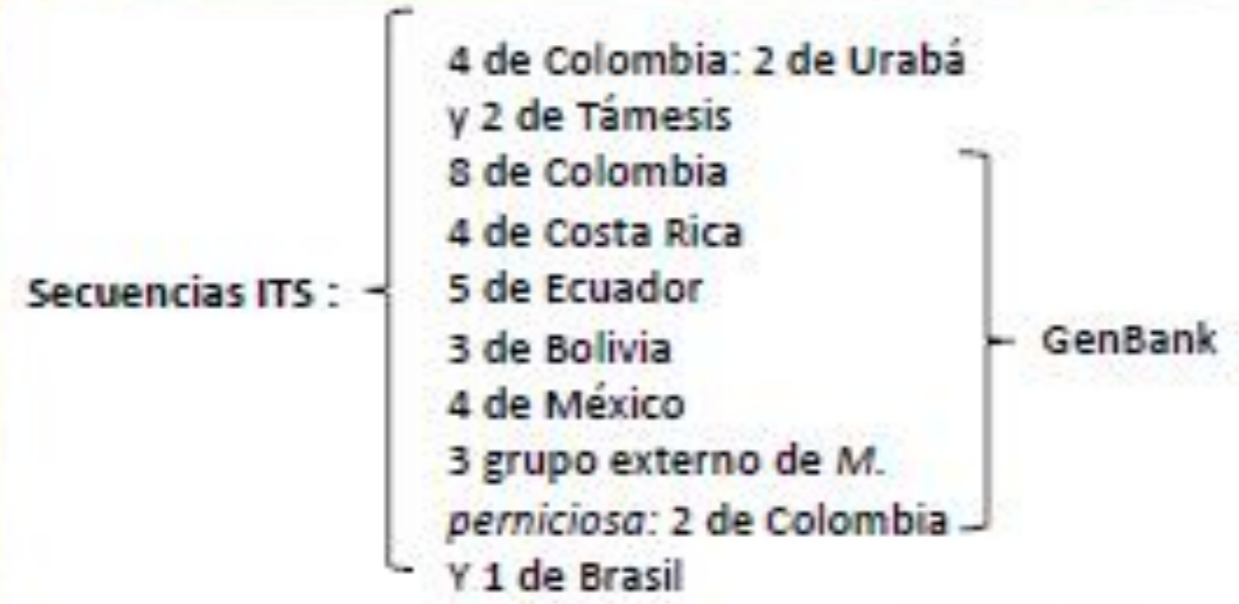 4 de Colombia: 2 de Urabá
y 2 de Támesis
8 de Colombia
4 de Costa Rica
Secuencias ITS :
5 de Ecuador
3 de Bolivia
GenBank
4 de México
3 grupo externo de M.
perniciosa: 2 de Colombia
Y 1 de Brasil